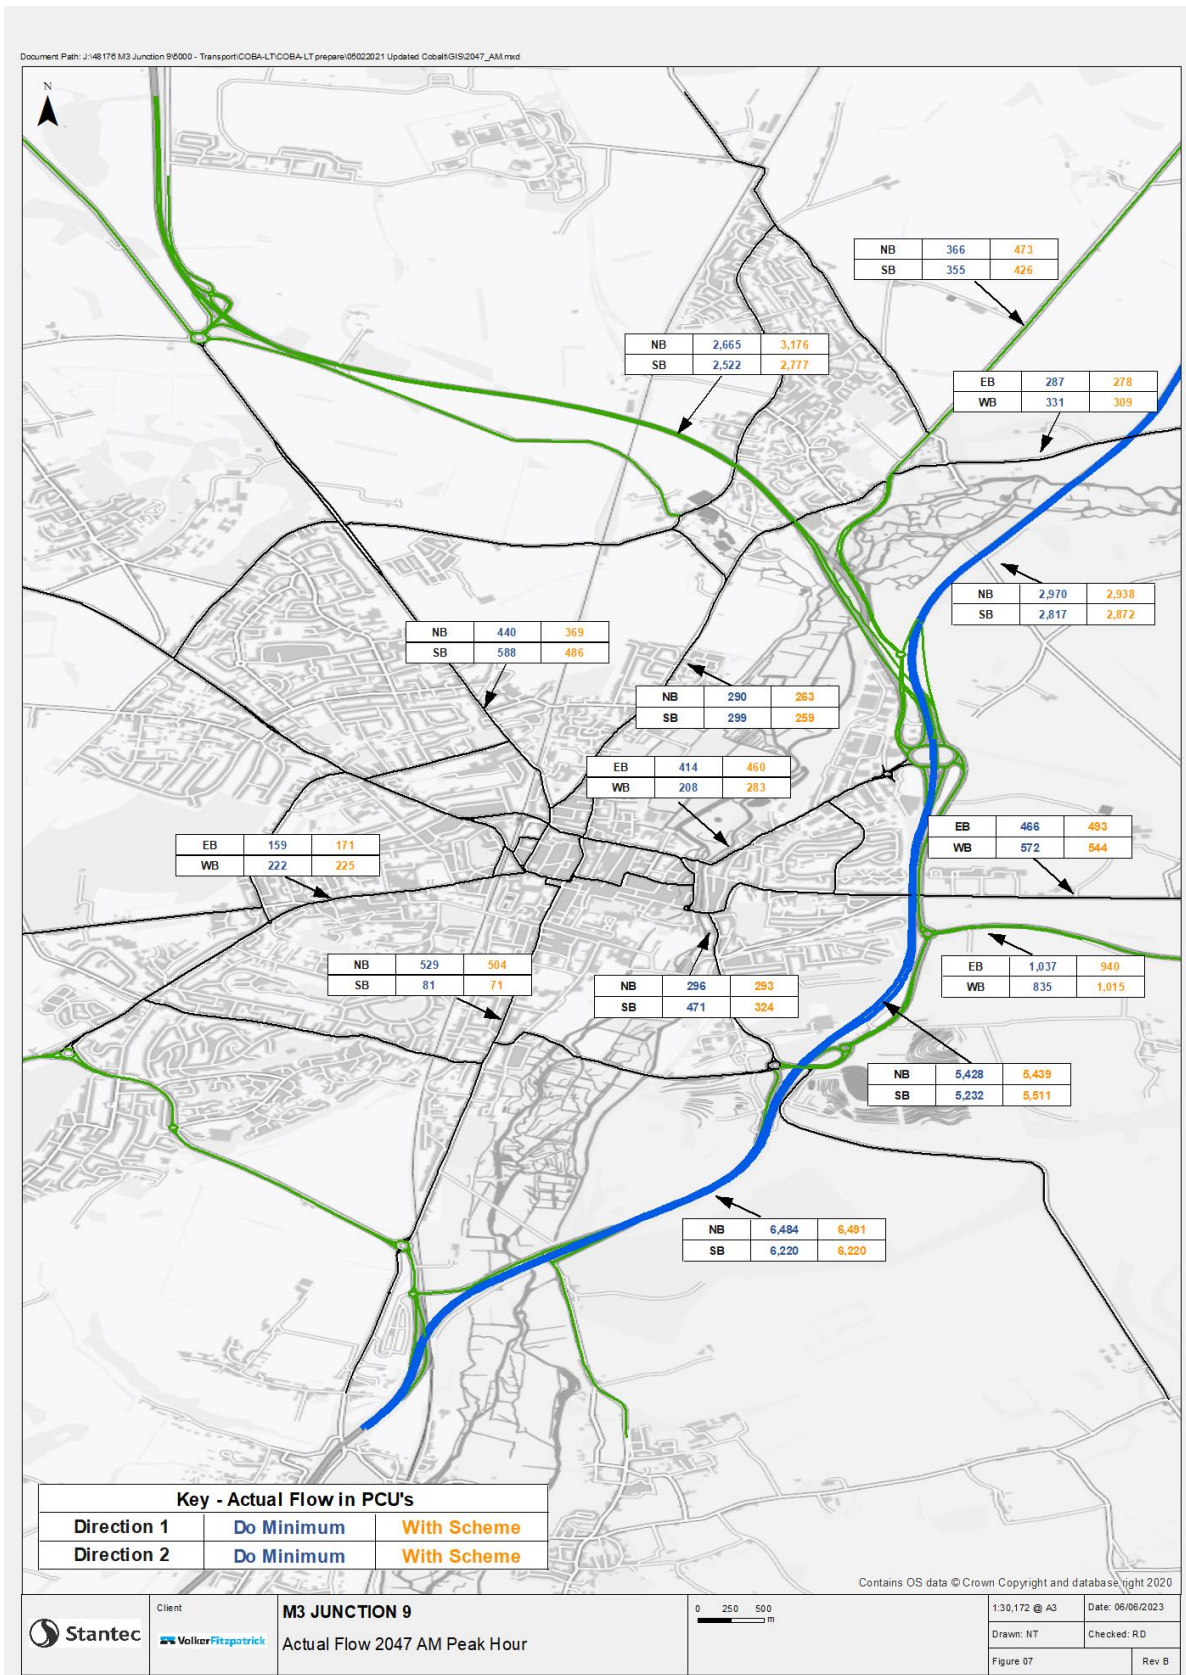 Document Path: J:\48176 M3 Junction 9\5000 - Transport\COBA-LT\COBA-LT prepare\05022021 Updated Cobalt\GIS\2047_AM.mxd
N
NB 366 473
SB 355 426
NB 2,665 3,176
SB 2,522 2,777
EB 287 278
WB 331 309
NB 2,970 2,938
SB 2,817 2,872
NB 440 369
SB 588 486
NB 290 263
SB 299 259
EB 414 460
WB 208 283
EB 466 493
WB 572 544
EB 159 171
WB 222 225
NB 529 504
SB 81 71
NB 296 293
SB 471 324
EB 1,037 940
WB 835 1,015
NB 5,428 5,439
SB 5,232 5,511
NB 6,484 6,491
SB 6,220 6,220
Key - Actual Flow in PCU's
Direction 1 Do Minimum With Scheme
Direction 2 Do Minimum With Scheme
Contains OS data © Crown Copyright and database right 2020
Stantec
Client
VolkerFitzpatrick
M3 JUNCTION 9
Actual Flow 2047 AM Peak Hour
0 250 500
m
1:30,172 @ A3 Date: 06/06/2023
Drawn: NT Checked: RD
Figure 07 Rev B